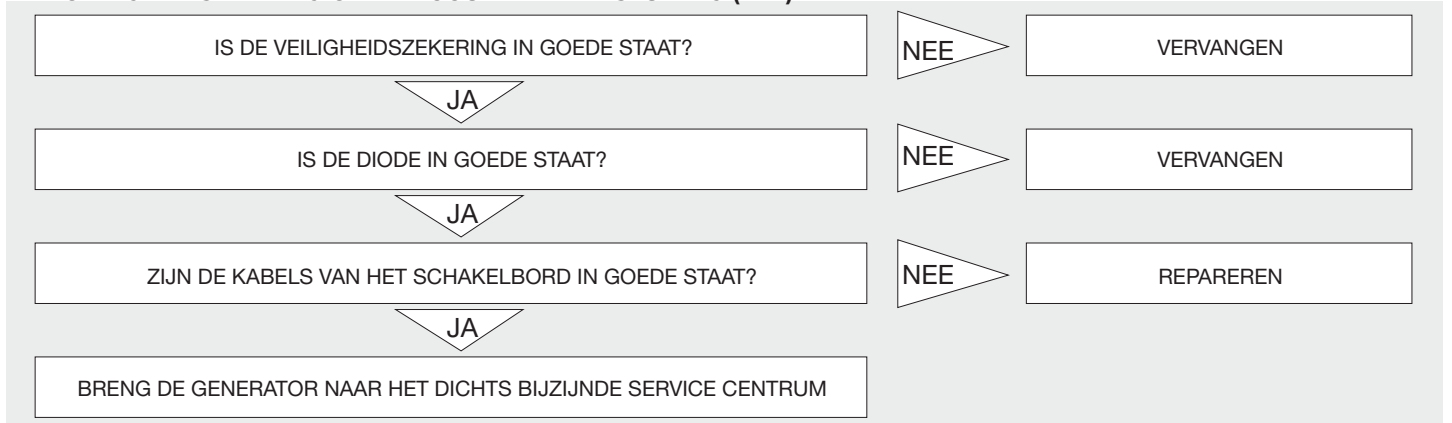 IS DE VEILIGHEIDSZEKERING IN GOEDE STAAT?
NEE
VERVANGEN
JA
IS DE DIODE IN GOEDE STAAT?
NEE
VERVANGEN
JA
ZIJN DE KABELS VAN HET SCHAKELBORD IN GOEDE STAAT?
NEE
REPAREREN
JA
BRENG DE GENERATOR NAAR HET DICHTS BIJZIJNDE SERVICE CENTRUM